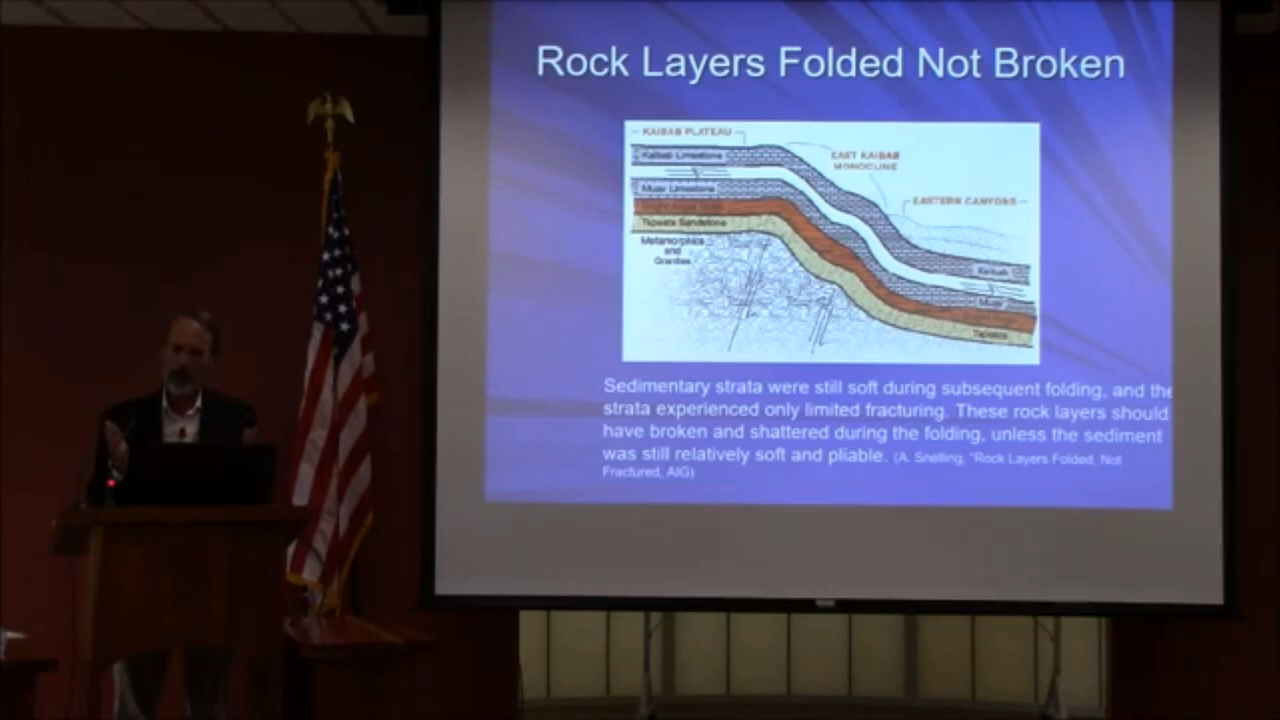 Rock Layers Folded Not Broken
KAIBAB PLATEAU
Kaibab Limestone
EAST KAIBAB
MONOCLINE
Muav Limestone
EASTERN CANYONS
Tapeats Sandstone
Metamorphics
and
Granites
Kaibab
Muav
Tapeats
Sedimentary strata were still soft during subsequent folding, and the
strata experienced only limited fracturing. These rock layers should
have broken and shattered during the folding, unless the sediment
was still relatively soft and pliable. (A. Snelling, "Rock Layers Folded, Not
Fractured, AIG)